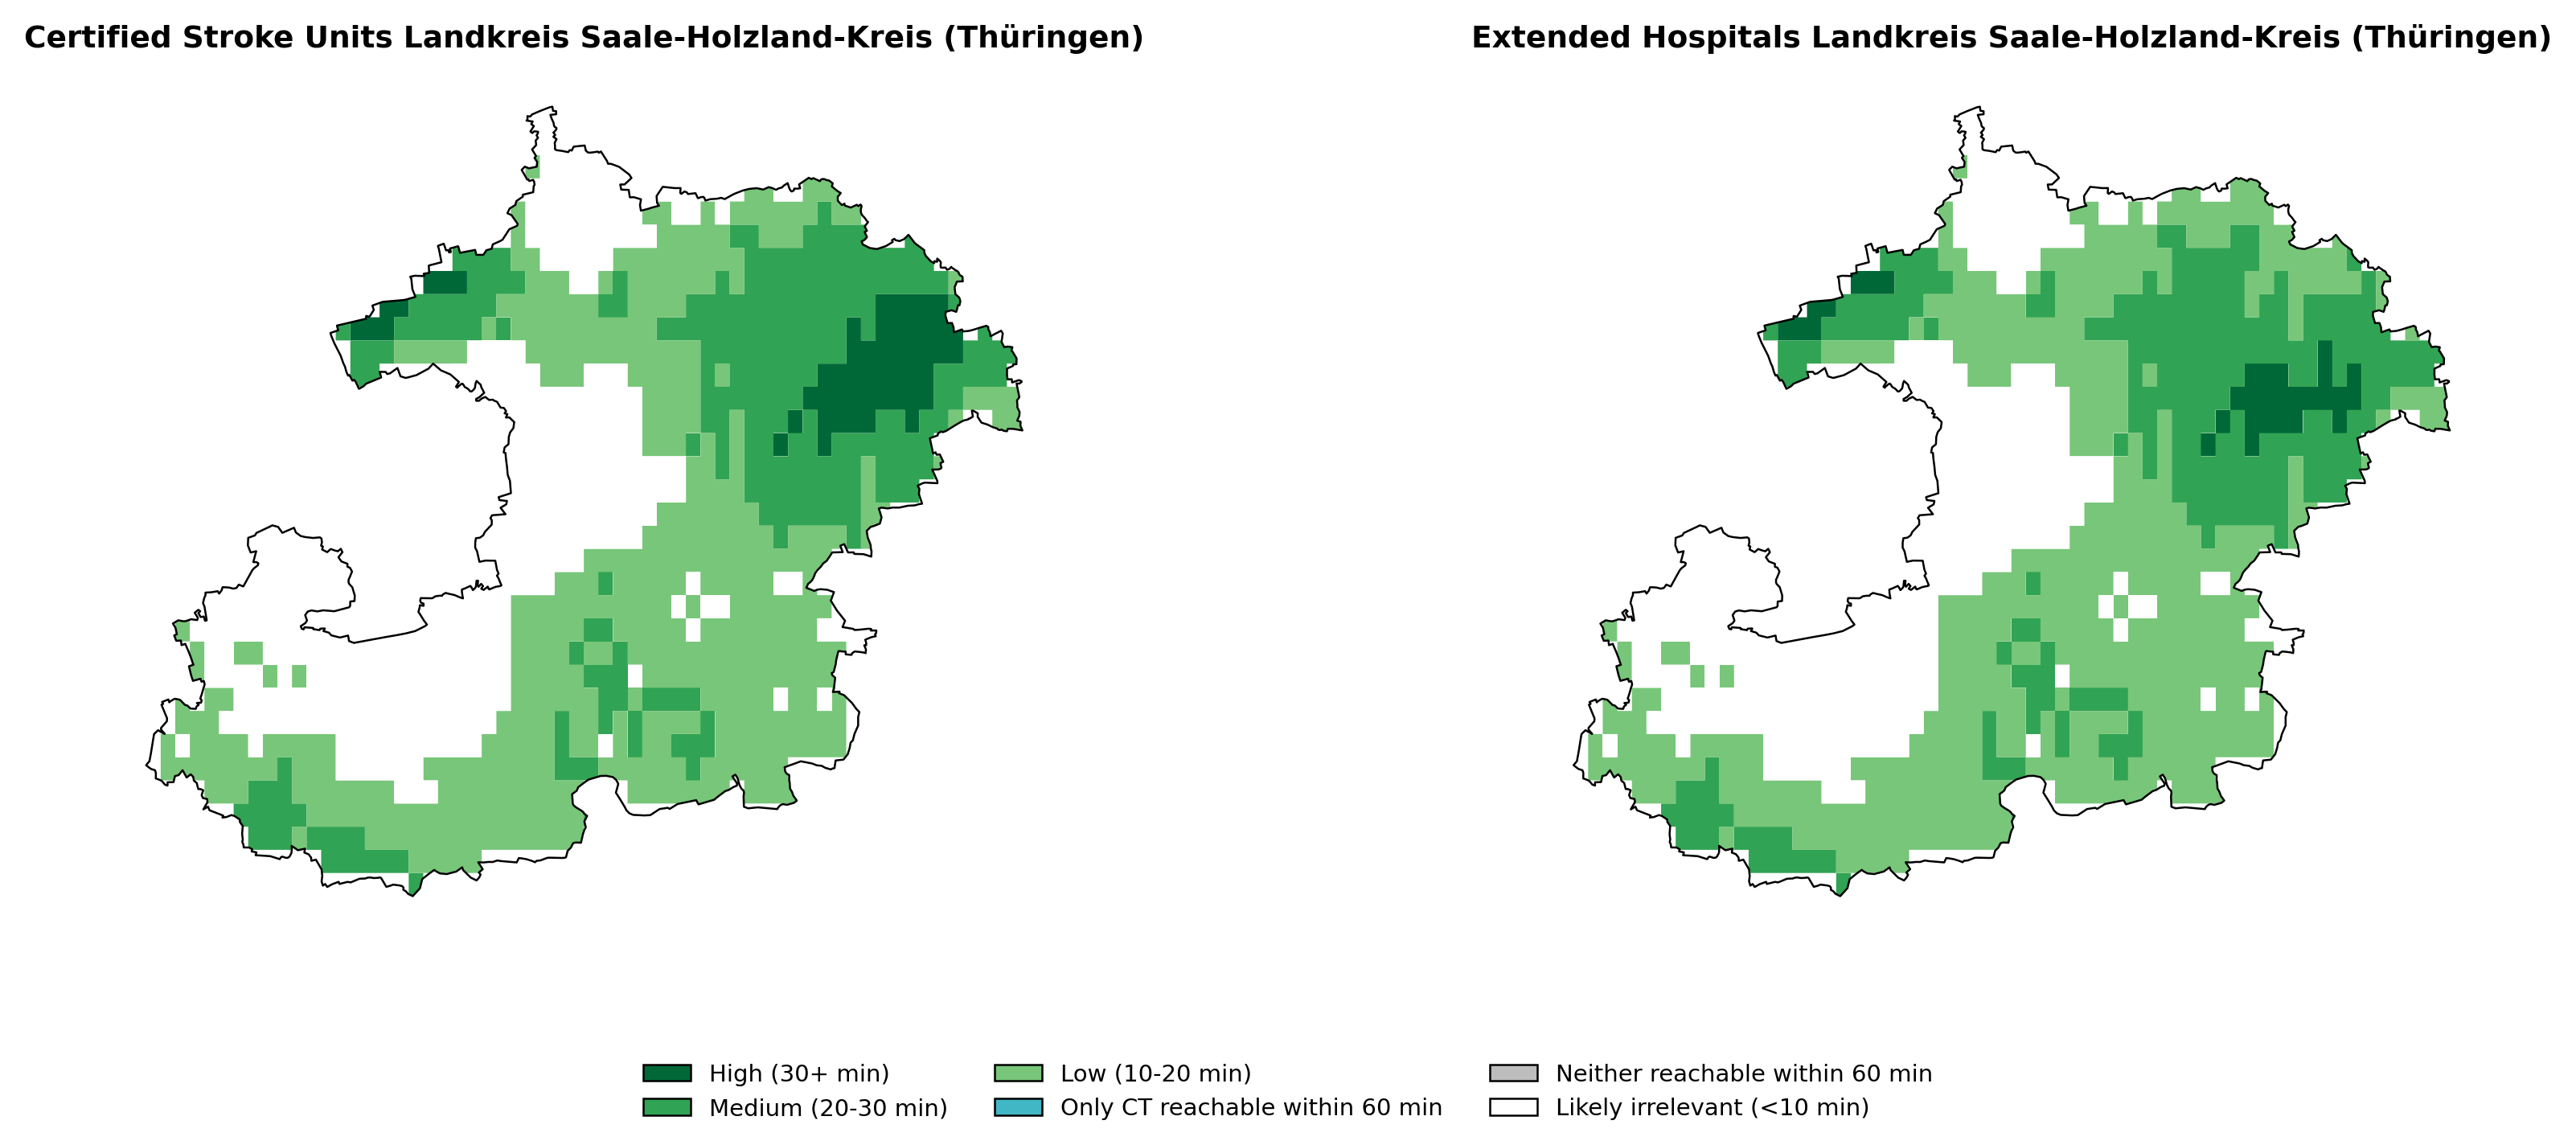 Certified Stroke Units Landkreis Saale-Holzland-Kreis (Thüringen)
Extended Hospitals Landkreis Saale-Holzland-Kreis (Thüringen)
High (30+ min)
Medium (20-30 min)
Low (10-20 min)
Only CT reachable within 60 min
Neither reachable within 60 min
Likely irrelevant (<10 min)